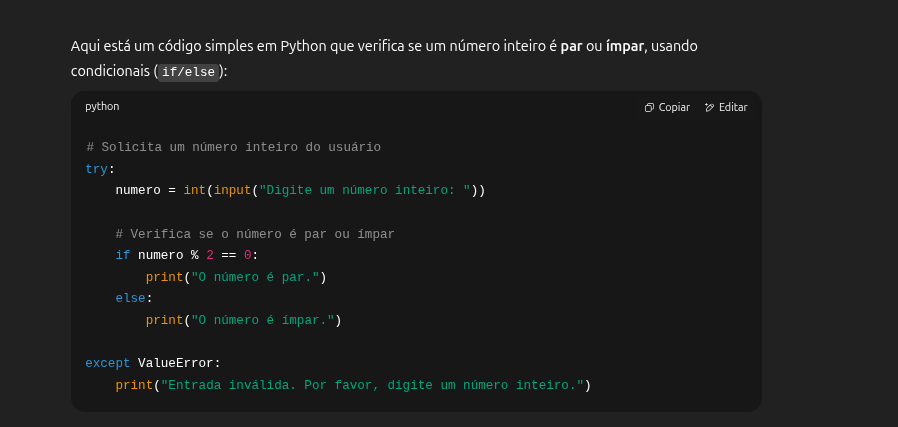 Aqui está um código simples em Python que verifica se um número inteiro é par ou ímpar, usando
condicionais (if/else):
python Copiar Editar
# Solicita um número inteiro do usuário
try:
    numero = int(input("Digite um número inteiro: "))
    # Verifica se o número é par ou ímpar
    if numero % 2 == 0:
        print("O número é par.")
    else:
        print("O número é ímpar.")
except ValueError:
    print("Entrada inválida. Por favor, digite um número inteiro.")